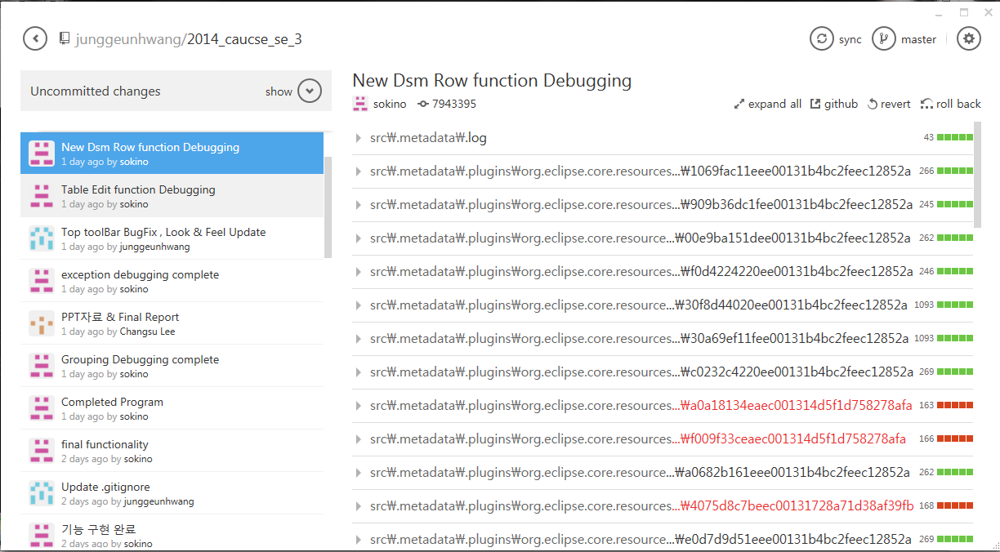 junggeunhwang/2014_caucse_se_3
sync
master
Uncommitted changes
show
New Dsm Row function Debugging
1 day ago by sokino
Table Edit function Debugging
1 day ago by sokino
Top toolBar BugFix , Look & Feel Update
1 day ago by junggeunhwang
exception debugging complete
1 day ago by sokino
PPT자료 & Final Report
1 day ago by Changsu Lee
Grouping Debugging complete
1 day ago by sokino
Completed Program
1 day ago by sokino
final functionality
2 days ago by sokino
Update .gitignore
2 days ago by junggeunhwang
기능 구현 완료
2 days ago by sokino
New Dsm Row function Debugging
sokino 7943395
expand all github revert roll back
src₩.metadata₩.log 43
src₩.metadata₩.plugins₩org.eclipse.core.resources...₩1069fac11eee00131b4bc2feec12852a 266
src₩.metadata₩.plugins₩org.eclipse.core.resources...₩909b36dc1fee00131b4bc2feec12852a 245
src₩.metadata₩.plugins₩org.eclipse.core.resource...₩00e9ba151dee00131b4bc2feec12852a 262
src₩.metadata₩.plugins₩org.eclipse.core.resources...₩f0d4224220ee00131b4bc2feec12852a 246
src₩.metadata₩.plugins₩org.eclipse.core.resource...₩30f8d44020ee00131b4bc2feec12852a 1093
src₩.metadata₩.plugins₩org.eclipse.core.resources...₩30a69ef11fee00131b4bc2feec12852a 1093
src₩.metadata₩.plugins₩org.eclipse.core.resources...₩c0232c4220ee00131b4bc2feec12852a 269
src₩.metadata₩.plugins₩org.eclipse.core.resources...₩a0a18134eaec001314d5f1d758278afa 163
src₩.metadata₩.plugins₩org.eclipse.core.resources...₩f009f33ceaec001314d5f1d758278afa 166
src₩.metadata₩.plugins₩org.eclipse.core.resource...₩a0682b161eee00131b4bc2feec12852a 262
src₩.metadata₩.plugins₩org.eclipse.core.resources...₩4075d8c7beec00131728a71d38af39fb 168
src₩.metadata₩.plugins₩org.eclipse.core.resource...₩e0d7d9d51eee00131b4bc2feec12852a 269